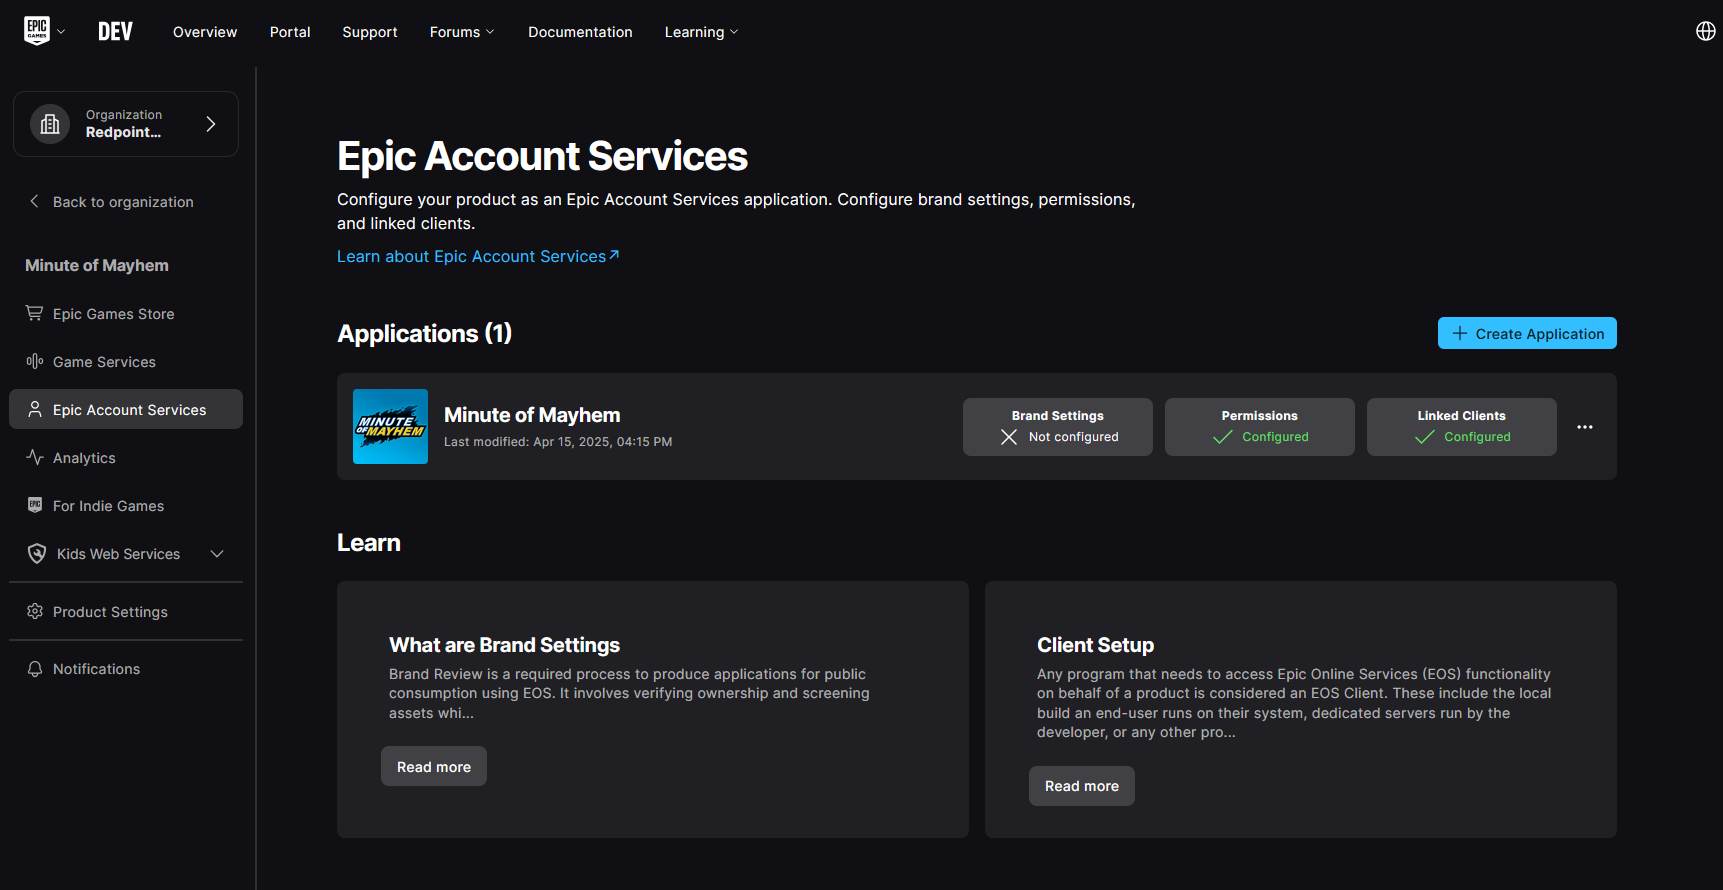 EPIC GAMES
DEV
Overview
Portal
Support
Forums
Documentation
Learning
Organization
Redpoint...
Back to organization
Minute of Mayhem
Epic Games Store
Game Services
Epic Account Services
Analytics
For Indie Games
Kids Web Services
Product Settings
Notifications
Epic Account Services
Configure your product as an Epic Account Services application. Configure brand settings, permissions,
and linked clients.
Learn about Epic Account Services
Applications (1)
Create Application
MINUTE
OF MAYHEM
Minute of Mayhem
Last modified: Apr 15, 2025, 04:15 PM
Brand Settings
Not configured
Permissions
Configured
Linked Clients
Configured
Learn
What are Brand Settings
Brand Review is a required process to produce applications for public
consumption using EOS. It involves verifying ownership and screening
assets whi...
Read more
Client Setup
Any program that needs to access Epic Online Services (EOS) functionality
on behalf of a product is considered an EOS Client. These include the local
build an end-user runs on their system, dedicated servers run by the
developer, or any other pro...
Read more